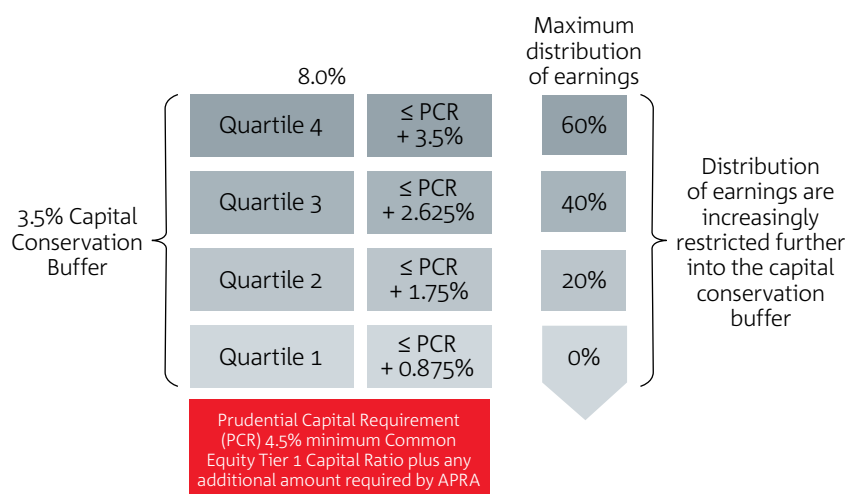 Maximum
distribution
of earnings
8.0%
Quartile 4
≤ PCR
+ 3.5%
60%
Quartile 3
≤ PCR
+ 2.625%
40%
Quartile 2
≤ PCR
+ 1.75%
20%
Quartile 1
≤ PCR
+ 0.875%
0%
3.5% Capital
Conservation
Buffer
Distribution
of earnings are
increasingly
restricted further
into the capital
conservation
buffer
Prudential Capital Requirement
(PCR) 4.5% minimum Common
Equity Tier 1 Capital Ratio plus any
additional amount required by APRA